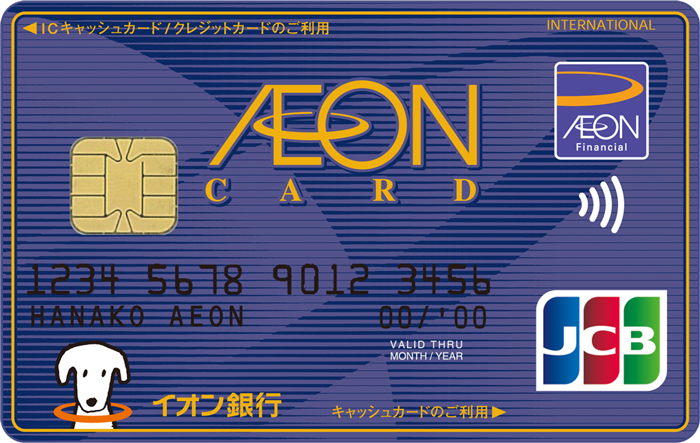 ◀ICキャッシュカード/クレジットカードのご利用
INTERNATIONAL
ÆON
CARD
ÆON
Financial
1234 5678 9012 3456
HANAKO AEON
00/'00
VALID THRU
MONTH/YEAR
JCB
イオン銀行
キャッシュカードのご利用▶